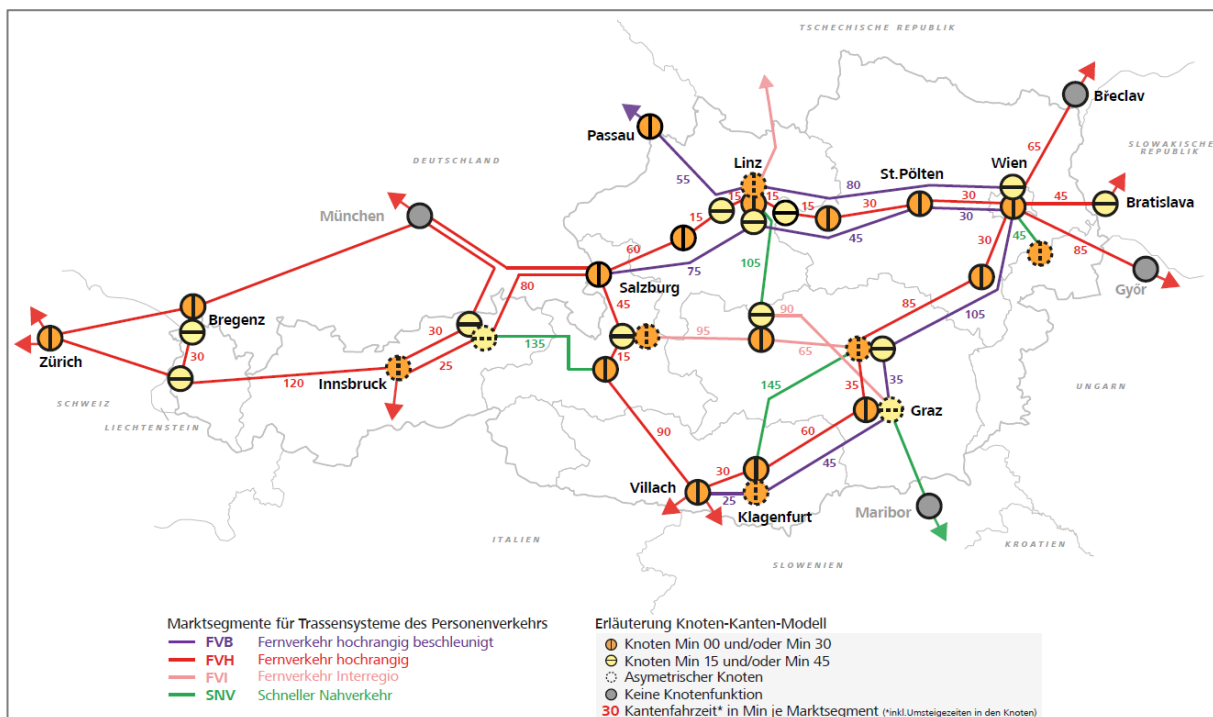 TSCHECHISCHE REPUBLIK
Břeclav
SLOWAKISCHE
REPUBLIK
65
Passau
DEUTSCHLAND
Linz
St.Pölten
Wien
55
80
15
15
30
30
45
Bratislava
München
15
15
30
45
60
45
30
85
75
105
Győr
Salzburg
80
45
85
105
90
Bregenz
30
Zürich
30
25
135
15
95
65
35
35
120
Innsbruck
145
UNGARN
SCHWEIZ
LIECHTENSTEIN
Graz
90
60
45
30
Villach
25
Klagenfurt
Maribor
ITALIEN
KROATIEN
SLOWENIEN
Marktsegmente für Trassensysteme des Personenverkehrs
FVB Fernverkehr hochrangig beschleunigt
FVH Fernverkehr hochrangig
FVI Fernverkehr Interregio
SNV Schneller Nahverkehr
Erläuterung Knoten-Kanten-Modell
Knoten Min 00 und/oder Min 30
Knoten Min 15 und/oder Min 45
Asymetrischer Knoten
Keine Knotenfunktion
30 Kantenfahrzeit* in Min je Marktsegment (*inkl.Umsteigezeiten in den Knoten)